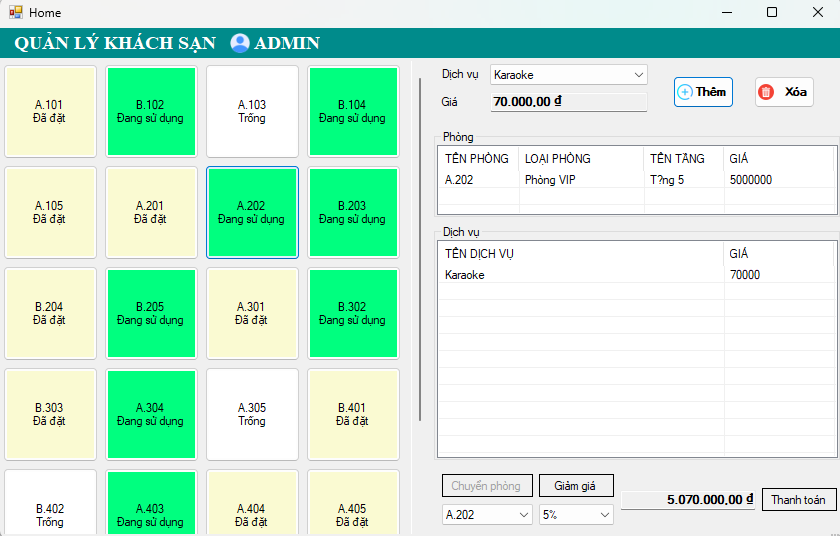 Home
QUẢN LÝ KHÁCH SẠN ADMIN
A.101
Đã đặt
B.102
Đang sử dụng
A.103
Trống
B.104
Đang sử dụng
A.105
Đã đặt
A.201
Đã đặt
A.202
Đang sử dụng
B.203
Đang sử dụng
B.204
Đã đặt
B.205
Đang sử dụng
A.301
Đã đặt
B.302
Đang sử dụng
B.303
Đã đặt
A.304
Đang sử dụng
A.305
Trống
B.401
Đã đặt
B.402
Trống
A.403
Đang sử dụng
A.404
Đã đặt
A.405
Đã đặt
Dịch vụ Karaoke
Giá 70.000,00 ₫
Thêm
Xóa
Phòng
TÊN PHÒNG LOẠI PHÒNG TÊN TẦNG GIÁ
A.202 Phòng VIP T?ng 5 5000000
Dịch vụ
TÊN DỊCH VỤ GIÁ
Karaoke 70000
Chuyển phòng Giảm giá
A.202 5%
5.070.000,00 ₫ Thanh toán